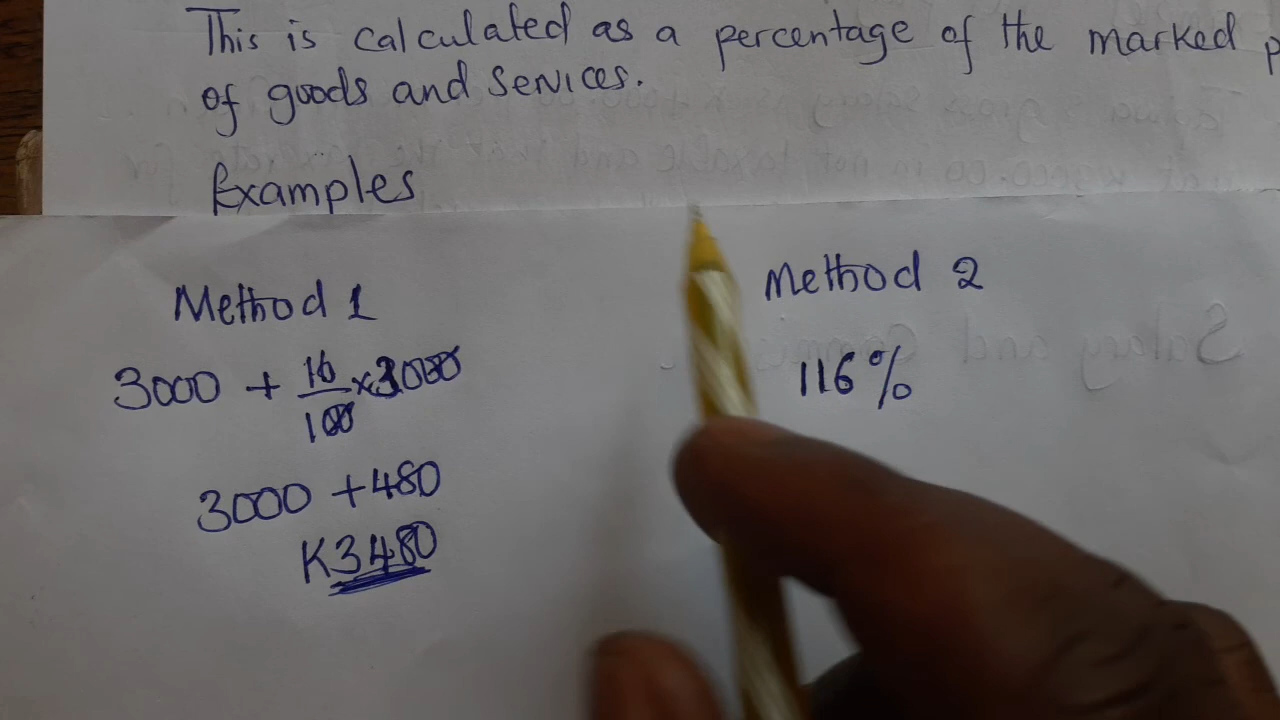 This is calculated as a percentage of the marked
of goods and services.
Examples
Method 1
3000 + 16/100 x 3000
3000 + 480
K3480
Method 2
116%